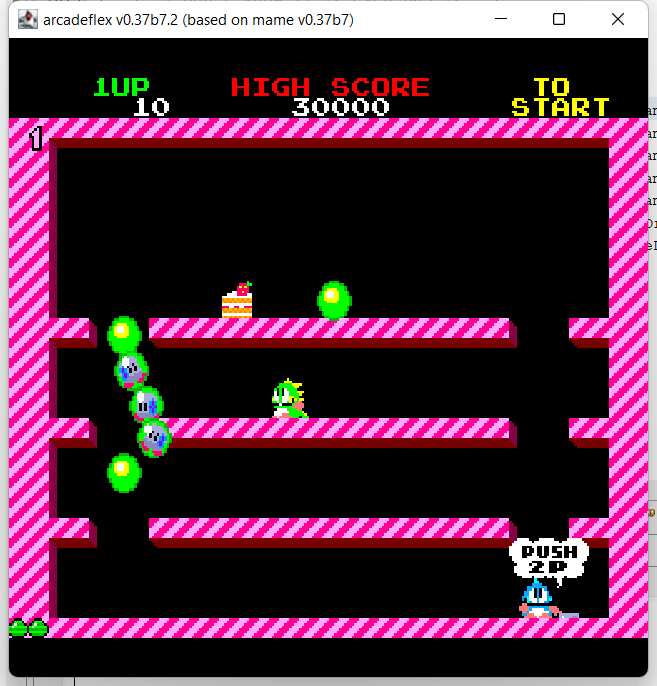 arcadeflex v0.37b7.2 (based on mame v0.37b7)
1UP HIGH SCORE TO
10 30000 START
1
PUSH
2P